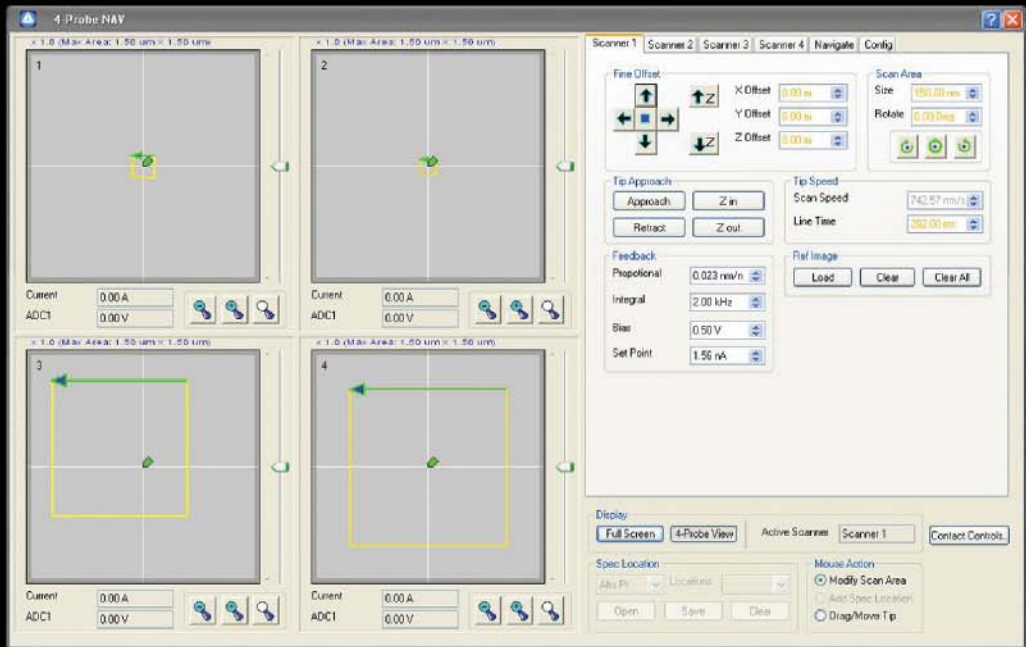 4-Probe NAV
x 1.0 (Max Area: 1.50 um x 1.50 um)
1
Current 0.00 A
ADC1 0.00 V
x 1.0 (Max Area: 1.50 um x 1.50 um)
2
Current 0.00 A
ADC1 0.00 V
x 1.0 (Max Area: 1.50 um x 1.50 um)
3
Current 0.00 A
ADC1 0.00 V
x 1.0 (Max Area: 1.50 um x 1.50 um)
4
Current 0.00 A
ADC1 0.00 V
Scanner 1 Scanner 2 Scanner 3 Scanner 4 Navigate Config
Fine Offset
Z
Z
X Offset 0.00 m
Y Offset 0.00 m
Z Offset 0.00 m
Scan Area
Size 150.00 nm
Rotate 0.00 Deg
Tip Approach
Approach Z in
Retract Z out
Tip Speed
Scan Speed 742.57 nm/s
Line Time 202.00 ms
Feedback
Propotional 0.023 nm/n
Integral 2.00 kHz
Bias 0.50 V
Set Point 1.56 nA
Ref Image
Load Clear Clear All
Display
Full Screen 4-Probe View Active Scanner Scanner 1
Contact Controls..
Spec Location
Abs Pt Locations
Open Save Clear
Mouse Action
Modify Scan Area
Add Spec Location
Drag/Move Tip